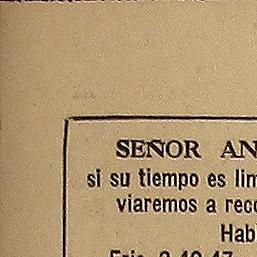 SEÑOR AN
si su tiempo es lim
viaremos a reco
Hab